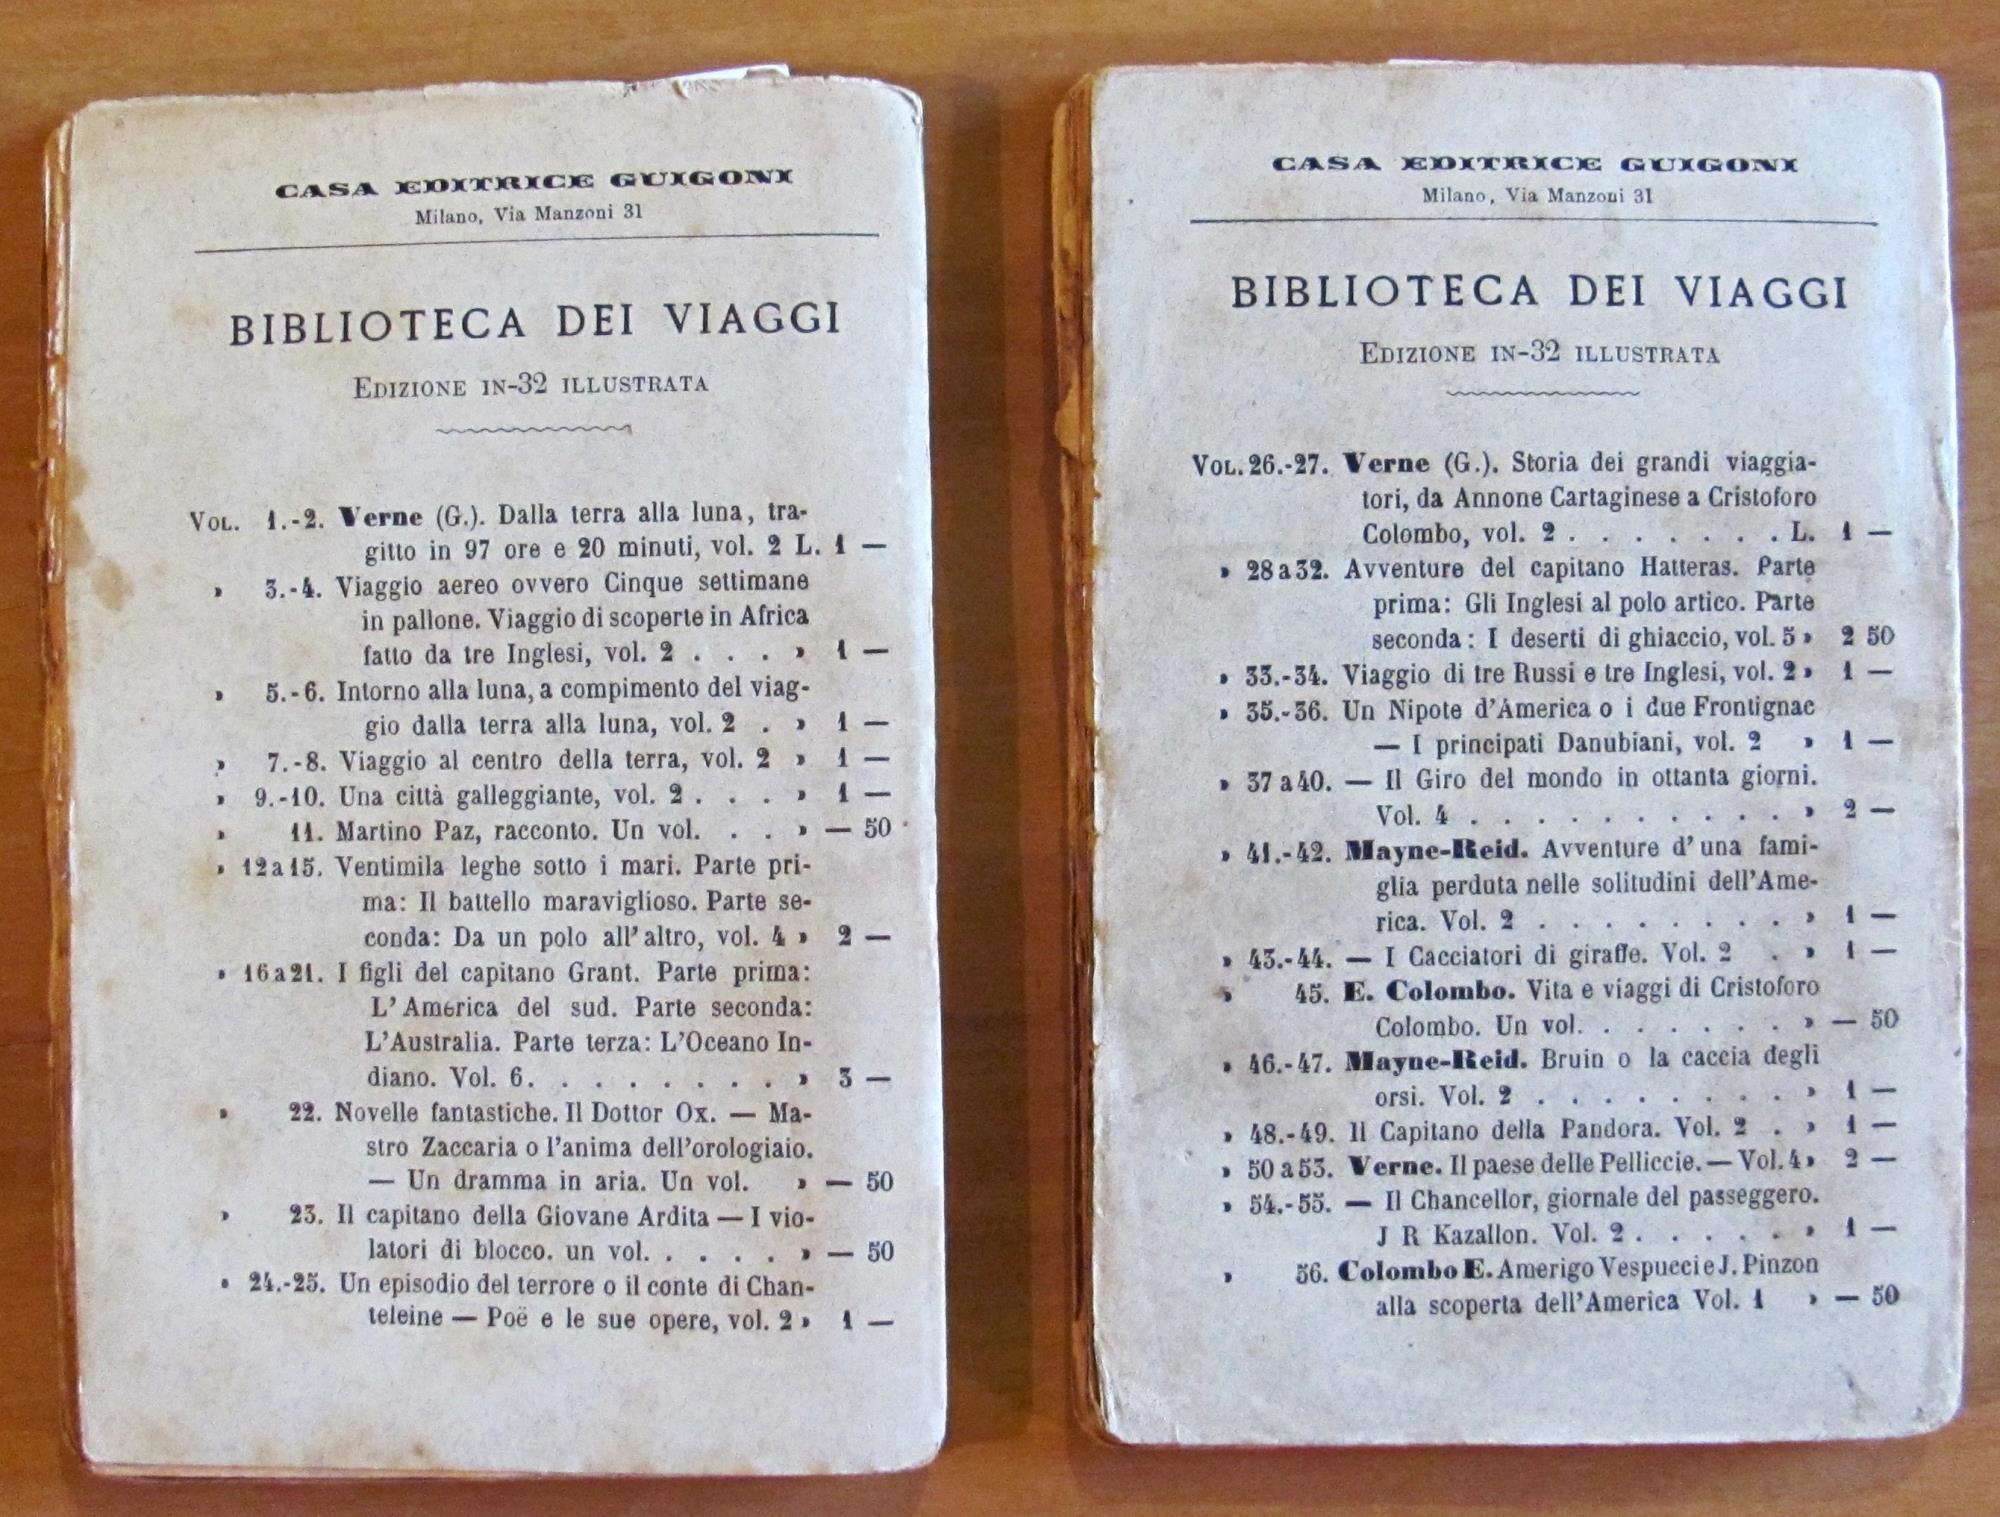 CASA EDITRICE GUIGONI
Milano, Via Manzoni 31
BIBLIOTECA DEI VIAGGI
EDIZIONE IN-32 ILLUSTRATA
VOL. 1.-2. Verne (G.). Dalla terra alla luna, tra-
gitto in 97 ore e 20 minuti, vol. 2 L. 1 —
» 3.-4. Viaggio aereo ovvero Cinque settimane
in pallone. Viaggio di scoperte in Africa
fatto da tre Inglesi, vol. 2 . . . » 1 —
» 5.-6. Intorno alla luna, a compimento del viag-
gio dalla terra alla luna, vol. 2 . » 1 —
» 7.-8. Viaggio al centro della terra, vol. 2 » 1 —
» 9.-10. Una città galleggiante, vol. 2 . . . » 1 —
» 11. Martino Paz, racconto. Un vol. . . » — 50
» 12 a 15. Ventimila leghe sotto i mari. Parte pri-
ma: Il battello maraviglioso. Parte se-
conda: Da un polo all'altro, vol. 4 » 2 —
» 16 a 21. I figli del capitano Grant. Parte prima:
L'America del sud. Parte seconda:
L'Australia. Parte terza: L'Oceano In-
diano. Vol. 6. . . . . . . . . » 3 —
» 22. Novelle fantastiche. Il Dottor Ox. — Ma-
stro Zaccaria o l'anima dell'orologiaio.
— Un dramma in aria. Un vol. » — 50
» 23. Il capitano della Giovane Ardita — I vio-
latori di blocco. un vol. . . . . » — 50
» 24.-25. Un episodio del terrore o il conte di Chan-
teleine — Poë e le sue opere, vol. 2 » 1 —
CASA EDITRICE GUIGONI
Milano, Via Manzoni 31
BIBLIOTECA DEI VIAGGI
EDIZIONE IN-32 ILLUSTRATA
VOL. 26.-27. Verne (G.). Storia dei grandi viaggia-
tori, da Annone Cartaginese a Cristoforo
Colombo, vol. 2 . . . . . . . L. 1 —
» 28 a 32. Avventure del capitano Hatteras. Parte
prima: Gli Inglesi al polo artico. Parte
seconda: I deserti di ghiaccio, vol. 5 » 2 50
» 33.-34. Viaggio di tre Russi e tre Inglesi, vol. 2 » 1 —
» 35.-36. Un Nipote d'America o i due Frontignac
— I principati Danubiani, vol. 2 » 1 —
» 37 a 40. — Il Giro del mondo in ottanta giorni.
Vol. 4 . . . . . . . . . . . » 2 —
» 41.-42. Mayne-Reid. Avventure d'una fami-
glia perduta nelle solitudini dell'Ame-
rica. Vol. 2 . . . . . . . . . » 1 —
» 43.-44. — I Cacciatori di giraffe. Vol. 2 . » 1 —
» 45. E. Colombo. Vita e viaggi di Cristoforo
Colombo. Un vol. . . . . . . . » — 50
» 46.-47. Mayne-Reid. Bruin o la caccia degli
orsi. Vol. 2 . . . . . . . . . » 1 —
» 48.-49. Il Capitano della Pandora. Vol. 2 . » 1 —
» 50 a 53. Verne. Il paese delle Pelliccie. — Vol. 4 » 2 —
» 54.-55. — Il Chancellor, giornale del passeggero.
J R Kazallon. Vol. 2 . . . . . » 1 —
» 56. Colombo E. Amerigo Vespucci e J. Pinzon
alla scoperta dell'America Vol. 1 » — 50